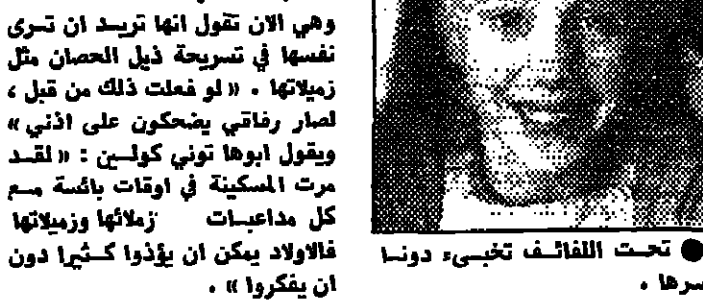 وهي الان تقول انها تريد ان ترى
نفسها في تسريحة ذيل الحصان مثل
زميلاتها . « لو فعلت ذلك من قبل ،
لصار رفاقي يضحكون على اذني »
ويقول ابوها توني كولين : « لقد
مرت المسكينة في اوقات بائسة مع
كل مداعبات زملائها وزميلاتها
فالاولاد يمكن ان يؤذوا كثيرا دون
ان يفكروا » .
● تحت اللفائف تخبىء دونا
سرها .